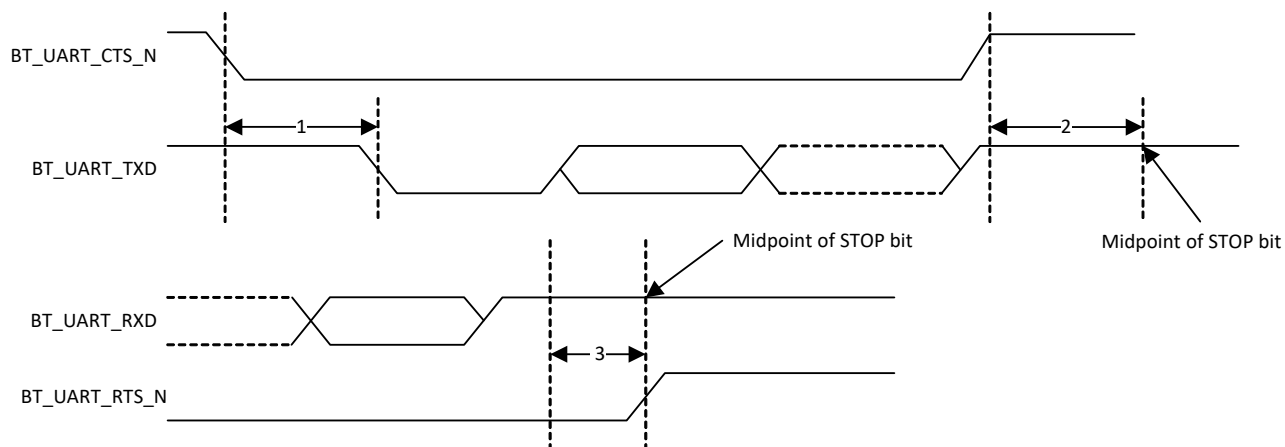 BT_UART_CTS_N
1
2
BT_UART_TXD
Midpoint of STOP bit
Midpoint of STOP bit
BT_UART_RXD
3
BT_UART_RTS_N